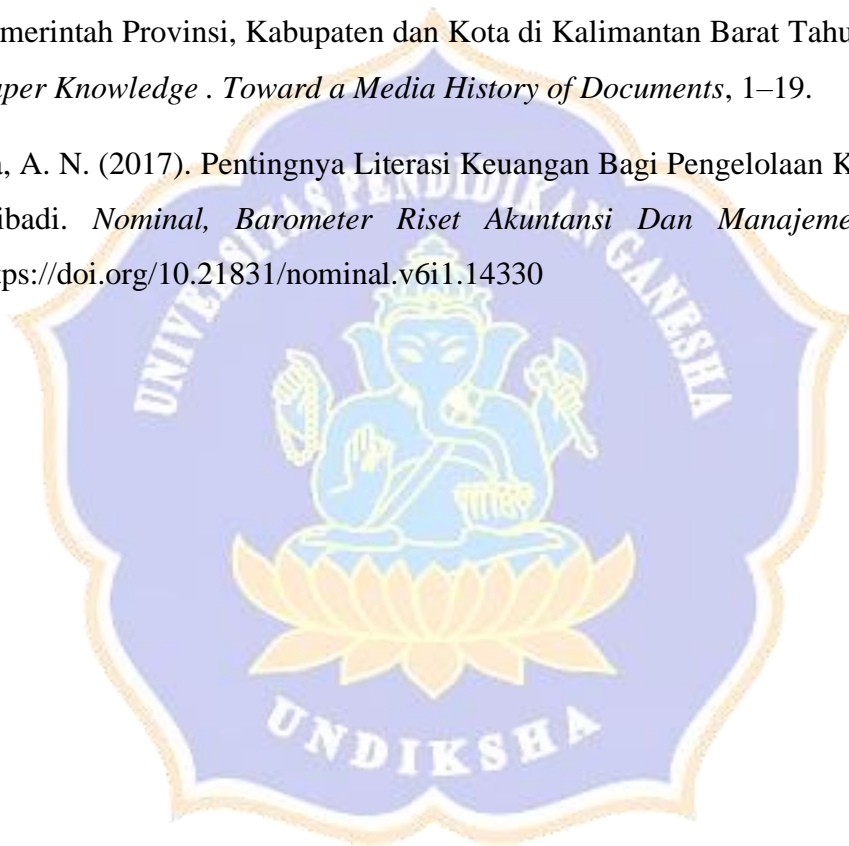 merintah Provinsi, Kabupaten dan Kota di Kalimantan Barat Tahu
per Knowledge . Toward a Media History of Documents, 1–19.
, A. N. (2017). Pentingnya Literasi Keuangan Bagi Pengelolaan K
ibadi. Nominal, Barometer Riset Akuntansi Dan Manajeme
tps://doi.org/10.21831/nominal.v6i1.14330
UNIVERSITAS PENDIDIKAN GANESHA
UNDIKSHA